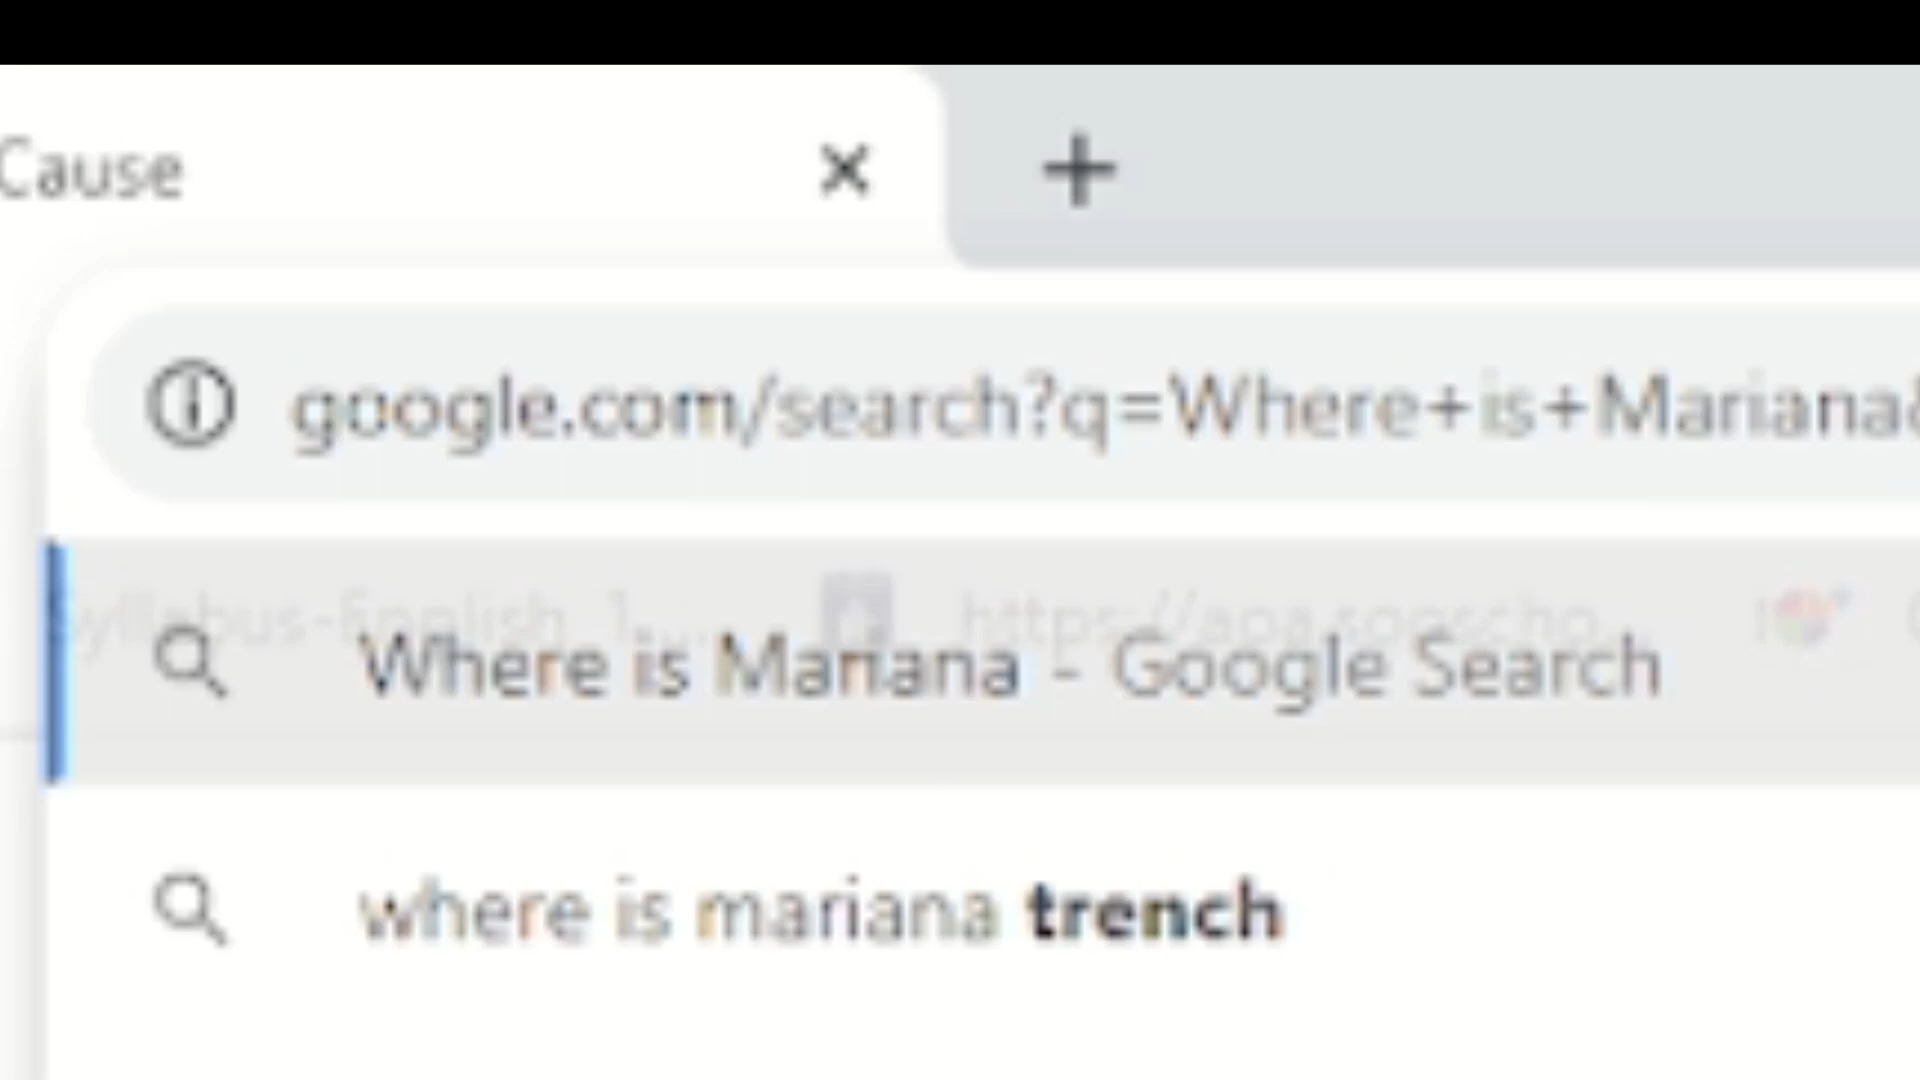 Cause
google.com/search?q=Where+is+Mariana&
Where is Mariana - Google Search
where is mariana trench